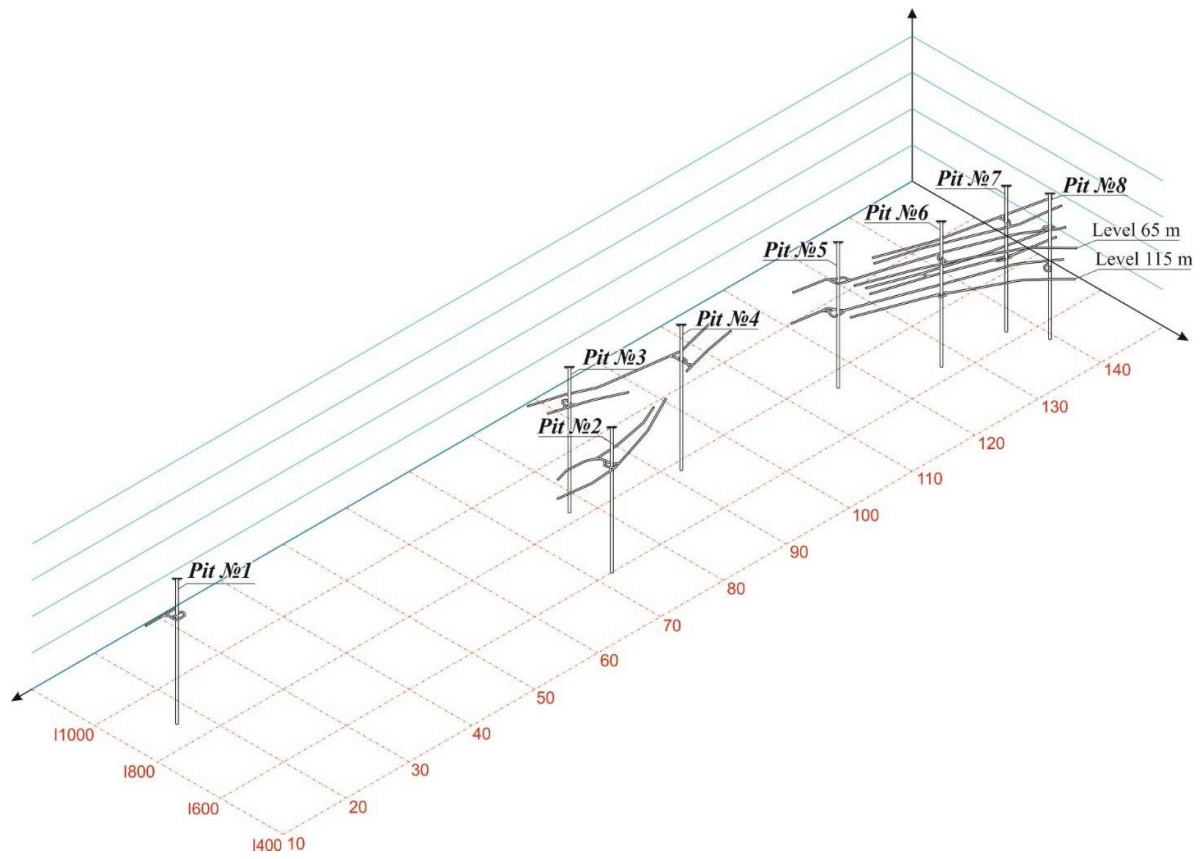 Pit №7
Pit №8
Pit №6
Level 65 m
Pit №5
Level 115 m
Pit №4
Pit №3
Pit №2
Pit №1
140
130
120
110
100
90
80
70
60
50
40
30
20
10
I1000
I800
I600
I400